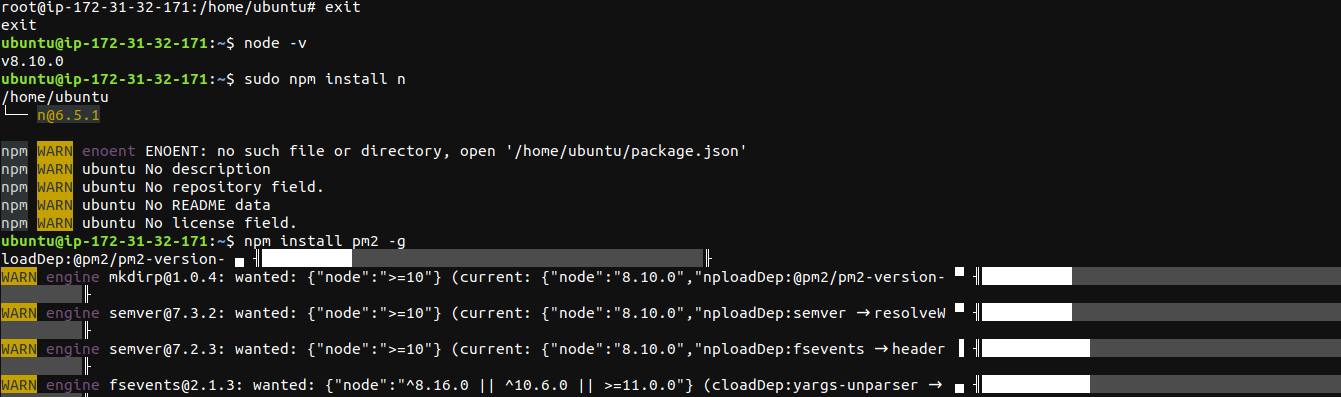 root@ip-172-31-32-171:/home/ubuntu# exit
exit
ubuntu@ip-172-31-32-171:~$ node -v
v8.10.0
ubuntu@ip-172-31-32-171:~$ sudo npm install n
/home/ubuntu
└── n@6.5.1
npm WARN enoent ENOENT: no such file or directory, open '/home/ubuntu/package.json'
npm WARN ubuntu No description
npm WARN ubuntu No repository field.
npm WARN ubuntu No README data
npm WARN ubuntu No license field.
ubuntu@ip-172-31-32-171:~$ npm install pm2 -g
loadDep:@pm2/pm2-version-
WARN engine mkdirp@1.0.4: wanted: {"node":">=10"} (current: {"node":"8.10.0","nploadDep:@pm2/pm2-version-
WARN engine semver@7.3.2: wanted: {"node":">=10"} (current: {"node":"8.10.0","nploadDep:semver → resolveW
WARN engine semver@7.2.3: wanted: {"node":">=10"} (current: {"node":"8.10.0","nploadDep:fsevents → header
WARN engine fsevents@2.1.3: wanted: {"node":"^8.16.0 || ^10.6.0 || >=11.0.0"} (cloadDep:yargs-unparser →